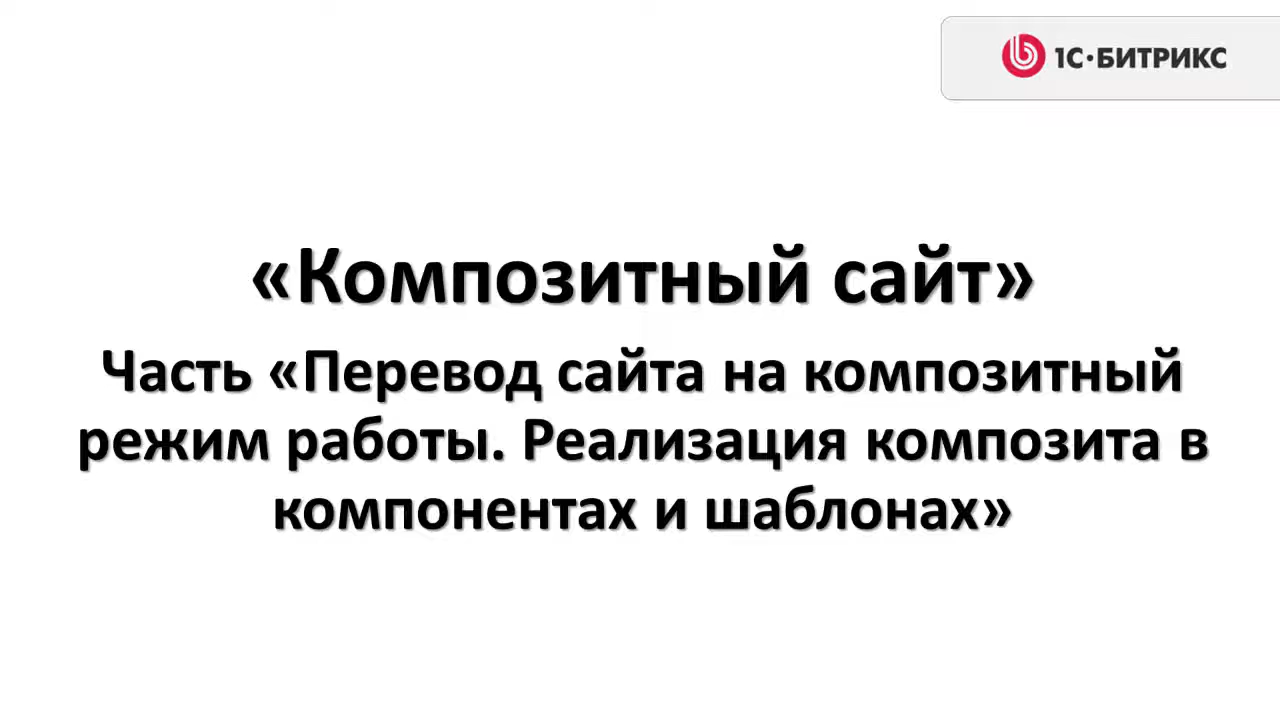 1С·БИТРИКС
«Композитный сайт»
Часть «Перевод сайта на композитный
режим работы. Реализация композита в
компонентах и шаблонах»